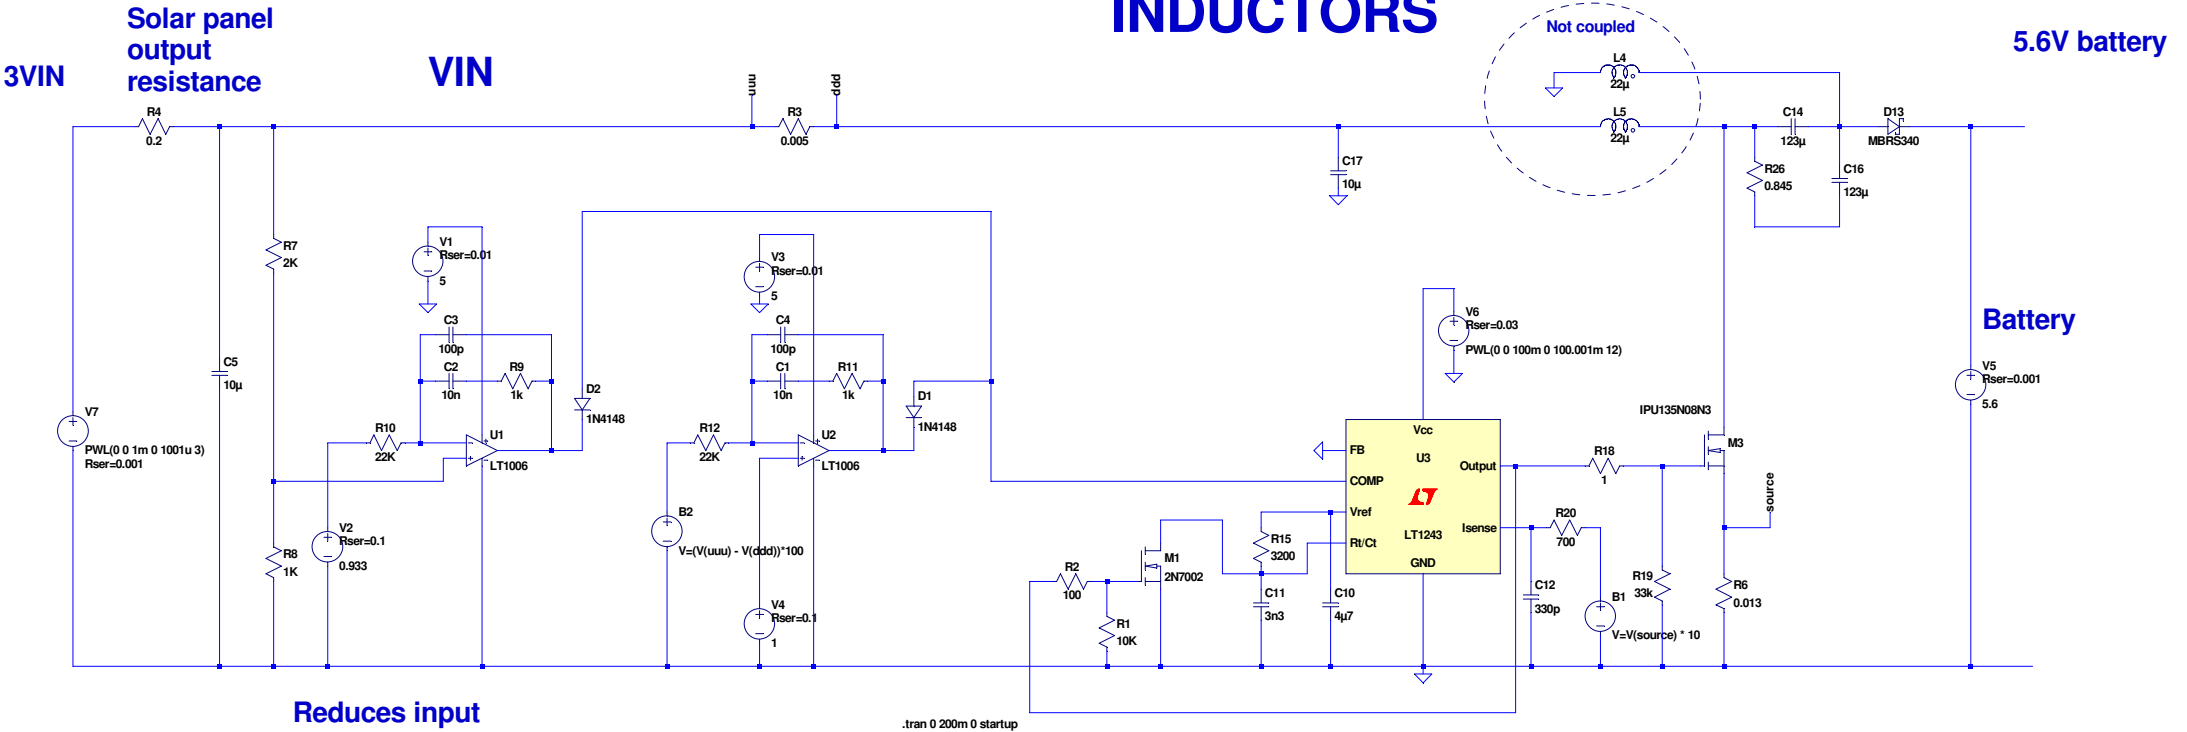 INDUCTORS
Solar panel
output
resistance
3VIN
VIN
Not coupled
5.6V battery
L4
22µ
uuu
ddd
R4
0.2
R3
0.005
L5
22µ
C14
123µ
D13
MBRS340
C17
10µ
R26
0.845
C16
123µ
R7
2K
V1
Rser=0.01
5
V3
Rser=0.01
5
C3
100p
C4
100p
V6
Rser=0.03
PWL(0 0 100m 0 100.001m 12)
Battery
C5
10µ
C2
10n
R9
1k
C1
10n
R11
1k
D2
1N4148
D1
1N4148
V5
Rser=0.001
5.6
V7
PWL(0 0 1m 0 1001u 3)
Rser=0.001
R10
22K
U1
LT1006
R12
22K
U2
LT1006
IPU135N08N3
M3
Vcc
FB
U3
Output
COMP
Vref
LT1243
Isense
Rt/Ct
GND
R18
1
source
R20
700
V2
Rser=0.1
0.933
B2
V=(V(uuu) - V(ddd))*100
R15
3200
M1
2N7002
R8
1K
R2
100
C11
3n3
C10
4µ7
C12
330p
B1
V=V(source) * 10
R19
33k
R6
0.013
V4
Rser=0.1
1
R1
10K
Reduces input
.tran 0 200m 0 startup